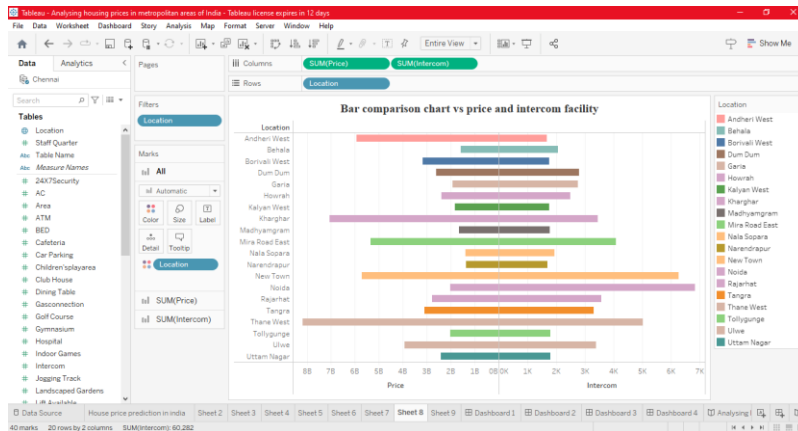 Tableau - Analysing housing prices in metropolitan areas of India - Tableau license expires in 12 days
File Data Worksheet Dashboard Story Analysis Map Format Server Window Help
Entire View
Show Me
Data Analytics
Chennai
Search
Tables
Location
Staff Quarter
Abc Table Name
Abc Measure Names
24X7Security
AC
Area
ATM
BED
Cafeteria
Car Parking
Children'splayarea
Club House
Dining Table
Gasconnection
Golf Course
Gymnasium
Hospital
Indoor Games
Intercom
Jogging Track
Landscaped Gardens
Lift Available
Pages
Filters
Location
Marks
All
Automatic
Color Size Label
Detail Tooltip
Location
SUM(Price)
SUM(Intercom)
Columns SUM(Price) SUM(Intercom)
Rows Location
Bar comparison chart vs price and intercom facility
Location
Andheri West
Behala
Borivali West
Dum Dum
Garia
Howrah
Kalyan West
Kharghar
Madhyamgram
Mira Road East
Nala Sopara
Narendrapur
New Town
Noida
Rajarhat
Tangra
Thane West
Tollygunge
Ulwe
Uttam Nagar
8B 7B 6B 5B 4B 3B 2B 1B 0B 0K 1K 2K 3K 4K 5K 6K 7K
Price Intercom
Location
Andheri West
Behala
Borivali West
Dum Dum
Garia
Howrah
Kalyan West
Kharghar
Madhyamgram
Mira Road East
Nala Sopara
Narendrapur
New Town
Noida
Rajarhat
Tangra
Thane West
Tollygunge
Ulwe
Uttam Nagar
Data Source House price prediction in india Sheet 2 Sheet 3 Sheet 4 Sheet 5 Sheet 6 Sheet 7 Sheet 8 Sheet 9 Dashboard 1 Dashboard 2 Dashboard 3 Dashboard 4 Analysing
40 marks 20 rows by 2 columns SUM(Intercom): 60,282